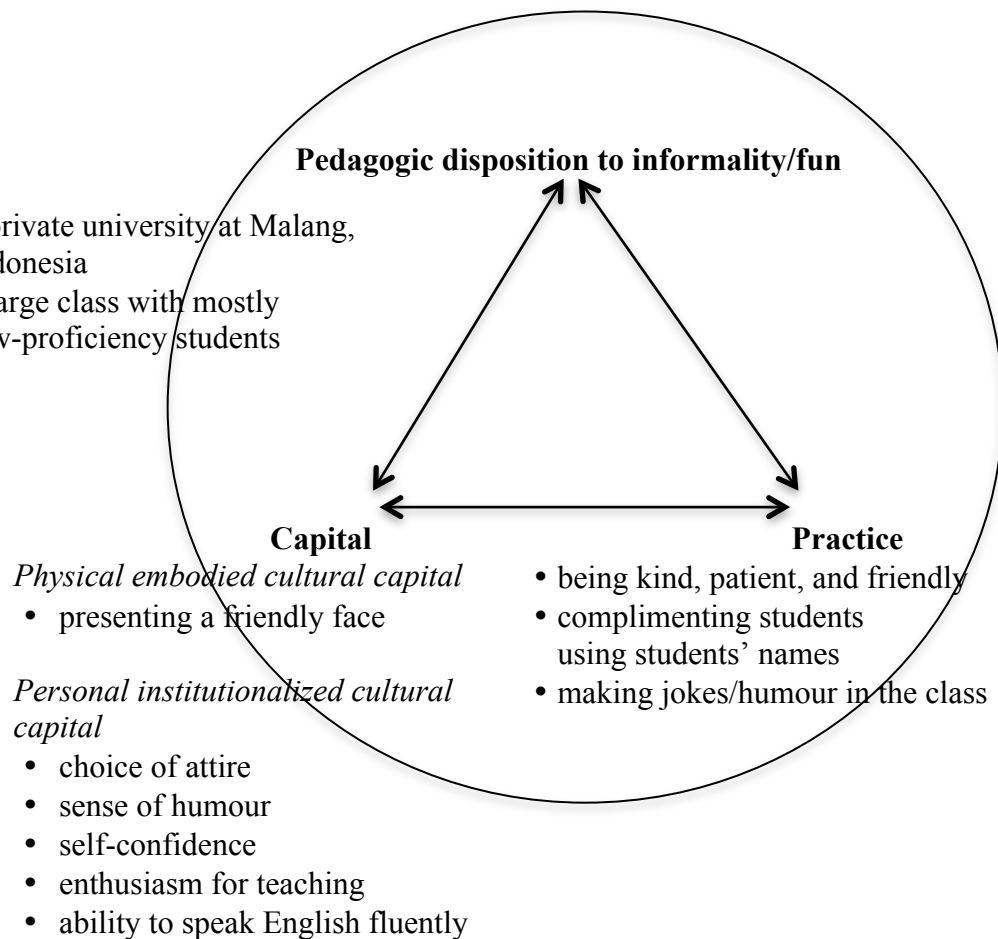 Pedagogic disposition to informality/fun
private university at Malang,
donesia
arge class with mostly
w-proficiency students
Capital
Physical embodied cultural capital
• presenting a friendly face
Personal institutionalized cultural
capital
• choice of attire
• sense of humour
• self-confidence
• enthusiasm for teaching
• ability to speak English fluently
Practice
• being kind, patient, and friendly
• complimenting students
using students’ names
• making jokes/humour in the class